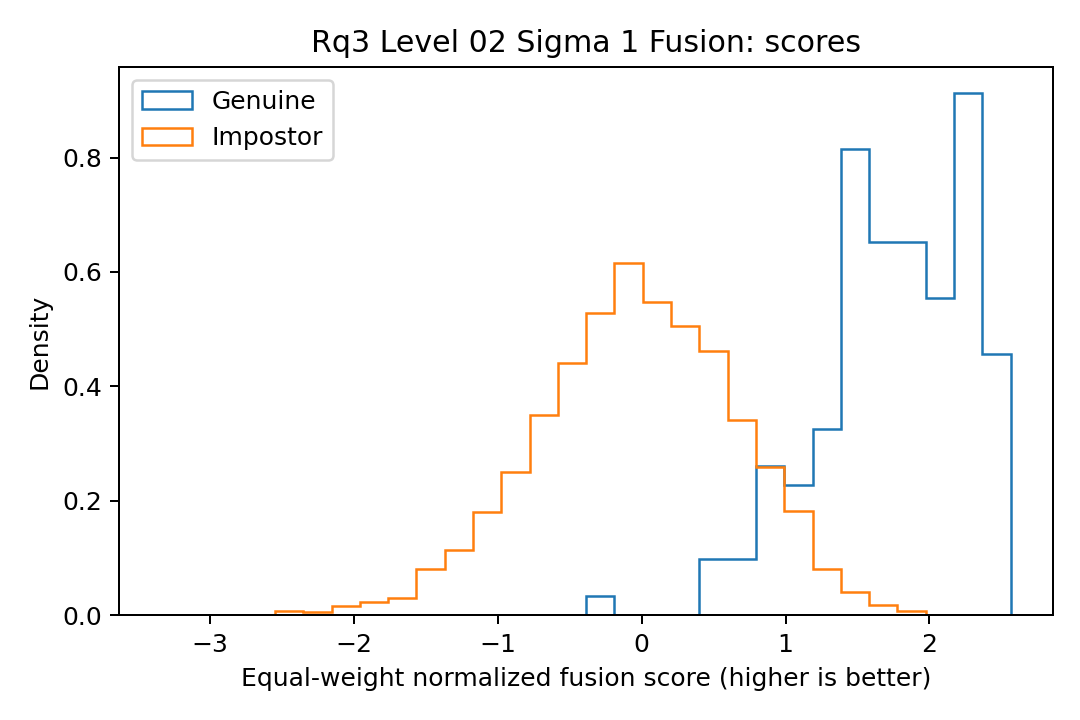 Rq3 Level 02 Sigma 1 Fusion: scores
Genuine
Impostor
Density
0.8
0.6
0.4
0.2
0.0
−3
−2
−1
0
1
2
Equal-weight normalized fusion score (higher is better)